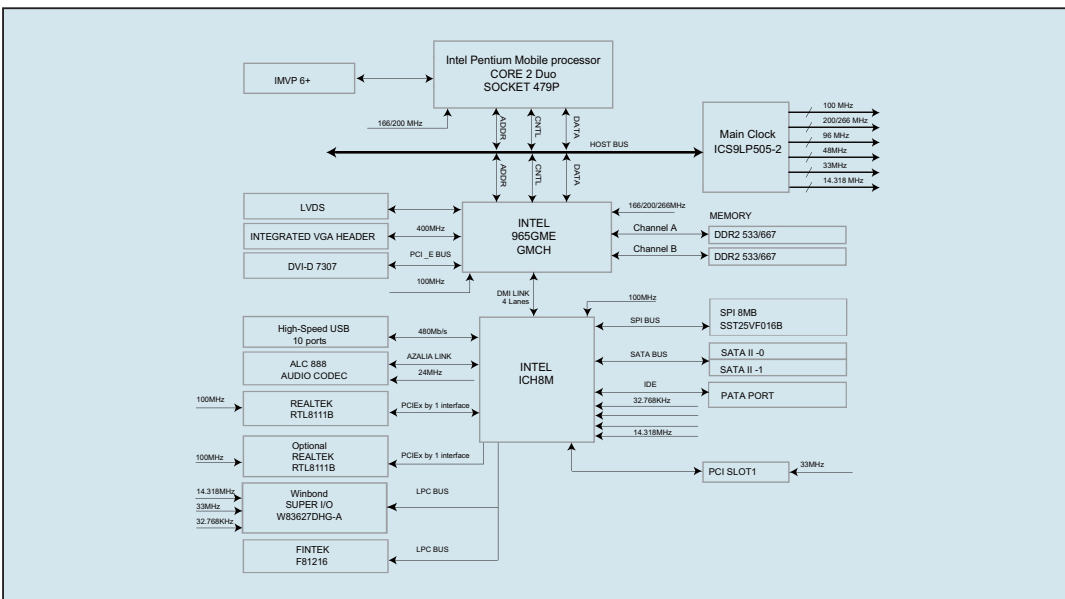 Intel Pentium Mobile processor
CORE 2 Duo
SOCKET 479P
IMVP 6+
166/200 MHz
ADDR
CNTL
DATA
HOST BUS
ADDR
CNTL
DATA
Main Clock
ICS9LP505-2
100 MHz
200/266 MHz
96 MHz
48MHz
33MHz
14.318 MHz
LVDS
INTEGRATED VGA HEADER
400MHz
DVI-D 7307
PCI _E BUS
100MHz
INTEL
965GME
GMCH
166/200/266MHz
MEMORY
Channel A
DDR2 533/667
Channel B
DDR2 533/667
DMI LINK
4 Lanes
100MHz
High-Speed USB
10 ports
480Mb/s
ALC 888
AUDIO CODEC
AZALIA LINK
24MHz
100MHz
REALTEK
RTL8111B
PCIEx by 1 interface
INTEL
ICH8M
SPI BUS
SPI 8MB
SST25VF016B
SATA BUS
SATA II -0
SATA II -1
IDE
PATA PORT
32.768KHz
14.318MHz
100MHz
Optional
REALTEK
RTL8111B
PCIEx by 1 interface
PCI SLOT1
33MHz
14.318MHz
33MHz
32.768KHz
Winbond
SUPER I/O
W83627DHG-A
LPC BUS
FINTEK
F81216
LPC BUS